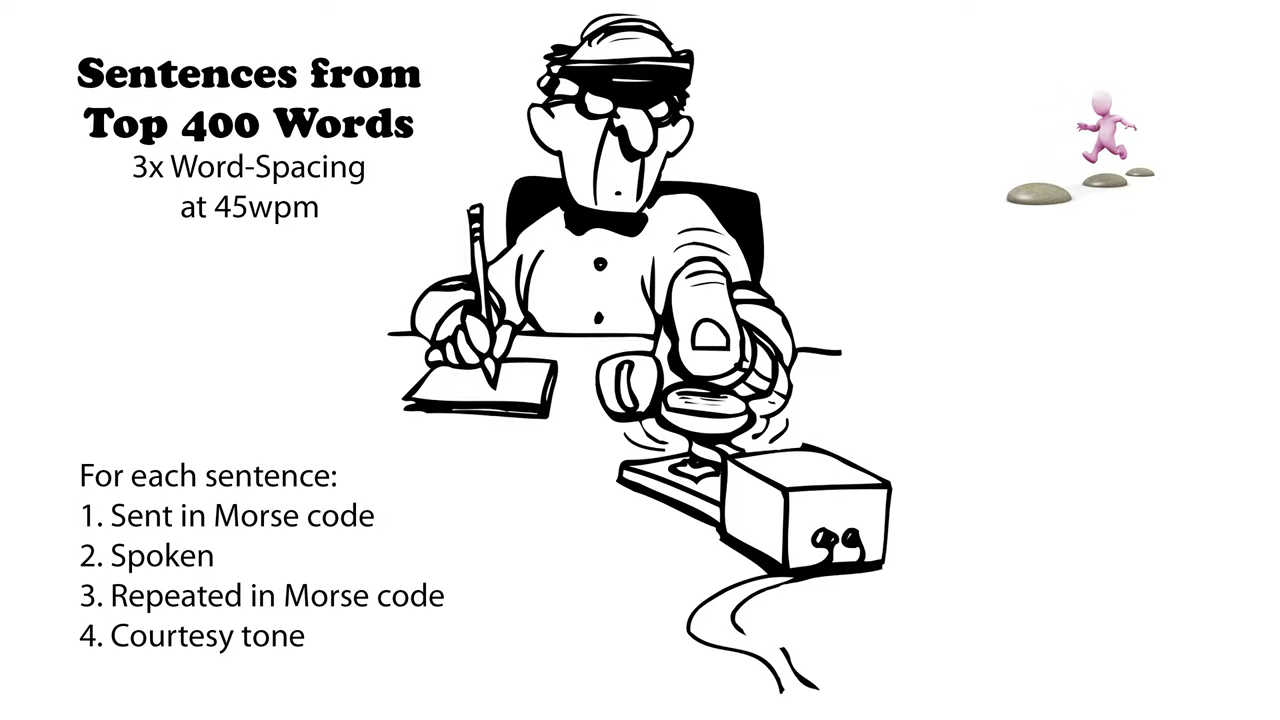 Sentences from
Top 400 Words
3x Word-Spacing
at 45wpm
For each sentence:
1. Sent in Morse code
2. Spoken
3. Repeated in Morse code
4. Courtesy tone